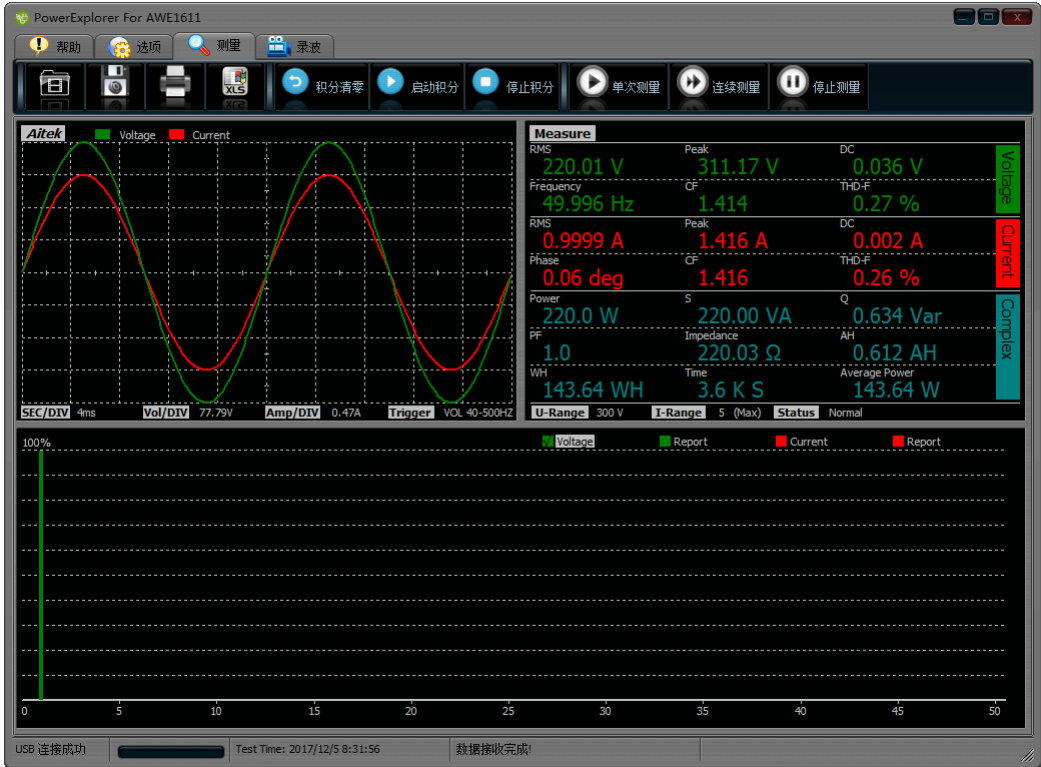 PowerExplorer For AWE1611
帮助 选项 测量 录波
XLS 积分清零 启动积分 停止积分 单次测量 连续测量 停止测量
Aitek Voltage Current
SEC/DIV 4ms Vol/DIV 77.79V Amp/DIV 0.47A Trigger VOL 40-500HZ
Measure
RMS Peak DC
220.01 V 311.17 V 0.036 V
Frequency CF THD-F
49.996 Hz 1.414 0.27 %
Voltage
RMS Peak DC
0.9999 A 1.416 A 0.002 A
Phase CF THD-F
0.06 deg 1.416 0.26 %
Current
Power S Q
220.0 W 220.00 VA 0.634 Var
PF Impedance AH
1.0 220.03 Ω 0.612 AH
WH Time Average Power
143.64 WH 3.6 K S 143.64 W
Complex
U-Range 300 V I-Range 5 (Max) Status Normal
100% Voltage Report Current Report
0 5 10 15 20 25 30 35 40 45 50
USB 连接成功 Test Time: 2017/12/5 8:31:56 数据接收完成!